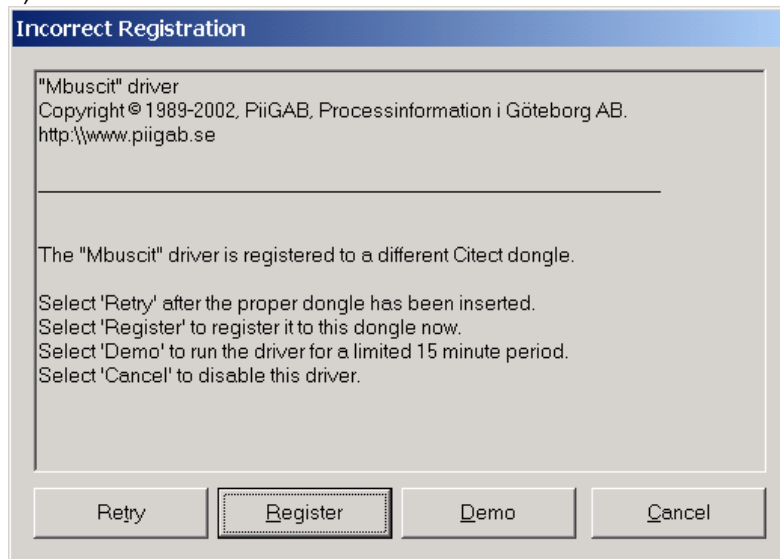 Incorrect Registration
"Mbuscit" driver
Copyright © 1989-2002, PiiGAB, Processinformation i Göteborg AB.
http:\\www.piigab.se
The "Mbuscit" driver is registered to a different Citect dongle.
Select 'Retry' after the proper dongle has been inserted.
Select 'Register' to register it to this dongle now.
Select 'Demo' to run the driver for a limited 15 minute period.
Select 'Cancel' to disable this driver.
Retry Register Demo Cancel